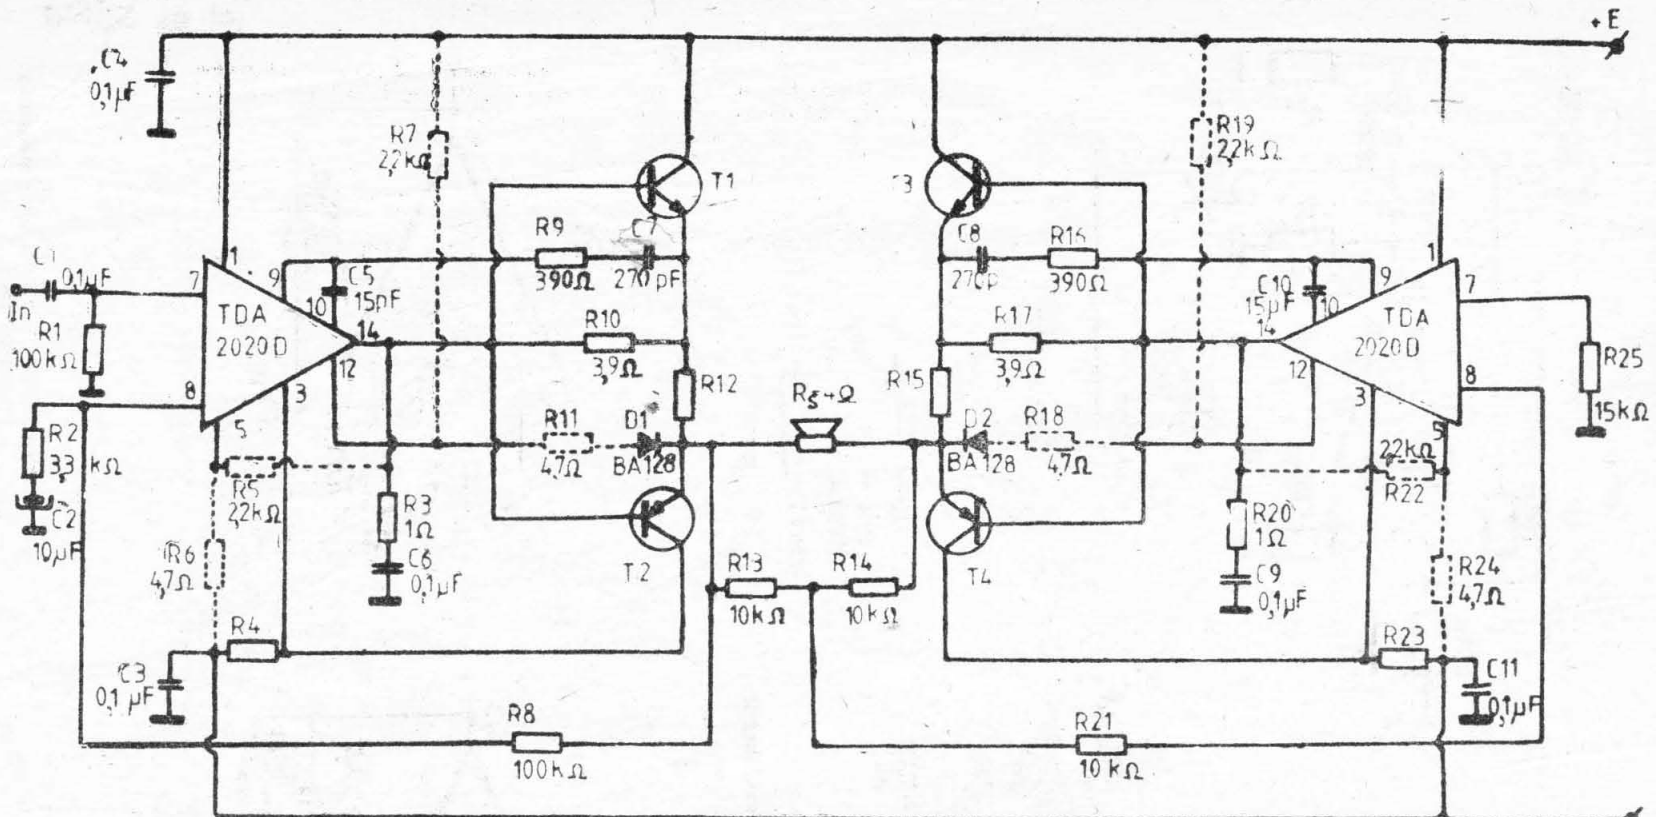 +E
C4
0,1µF
R7
2,2kΩ
R19
2,2kΩ
T1
T3
C1
0,1µF
In
R1
100kΩ
7
1
9
10
TDA
2020D
14
12
8
5
3
C5
15pF
R9
390Ω
C7
270pF
C8
270p
R16
390Ω
C10
15pF
10
9
1
7
TDA
2020D
14
12
3
8
5
R10
3,9Ω
R17
3,9Ω
R12
R15
R25
15kΩ
R2
3,3 kΩ
C2
10µF
R5
2,2kΩ
R6
4,7Ω
R11
4,7Ω
D1
BA128
D2
BA128
R18
4,7Ω
22kΩ
R22
R3
1Ω
C6
0,1µF
T2
T4
R13
10kΩ
R14
10kΩ
R20
1Ω
C9
0,1µF
R24
4,7Ω
R4
C3
0,1µF
R23
C11
0,1µF
R8
100kΩ
R21
10kΩ